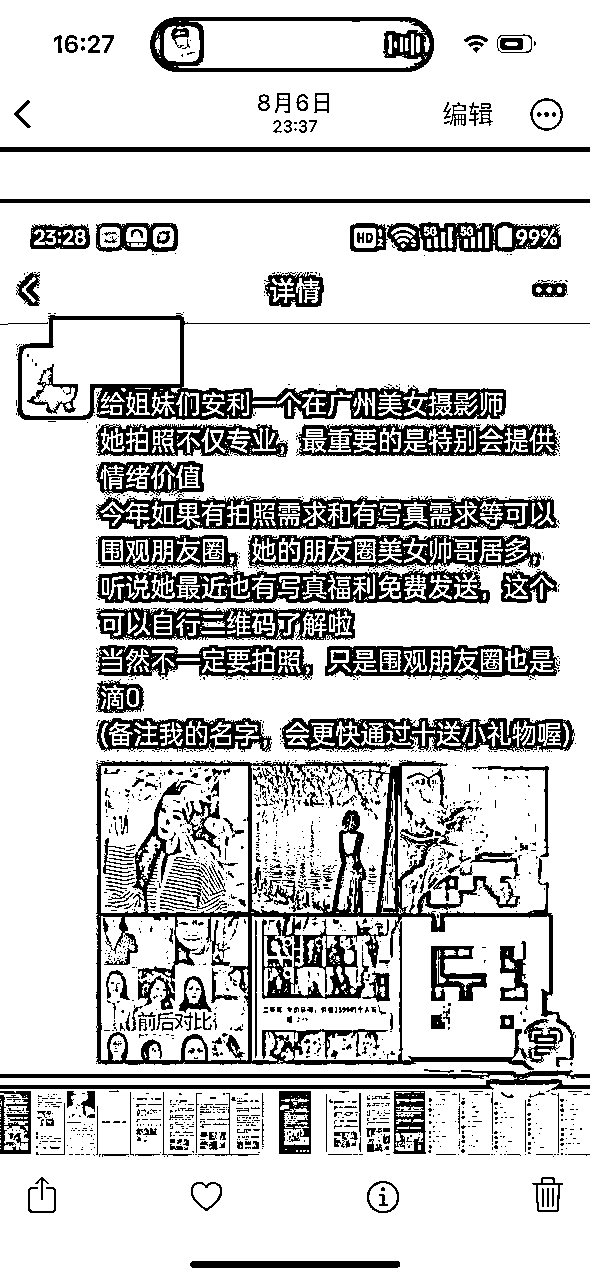 16:27
8月6日
23:37
编辑
23:28
HD
5G
5G
99%
详情
给姐妹们安利一个在广州美女摄影师
她拍照不仅专业，最重要的是特别会提供
情绪价值
今年如果有拍照需求和有写真需求等可以
围观朋友圈，她的朋友圈美女帅哥居多，
听说她最近也有写真福利免费发送，这个
可以自行二维码了解啦
当然不一定要拍照，只是围观朋友圈也是
滴0
(备注我的名字，会更快通过十送小礼物喔)
前后对比